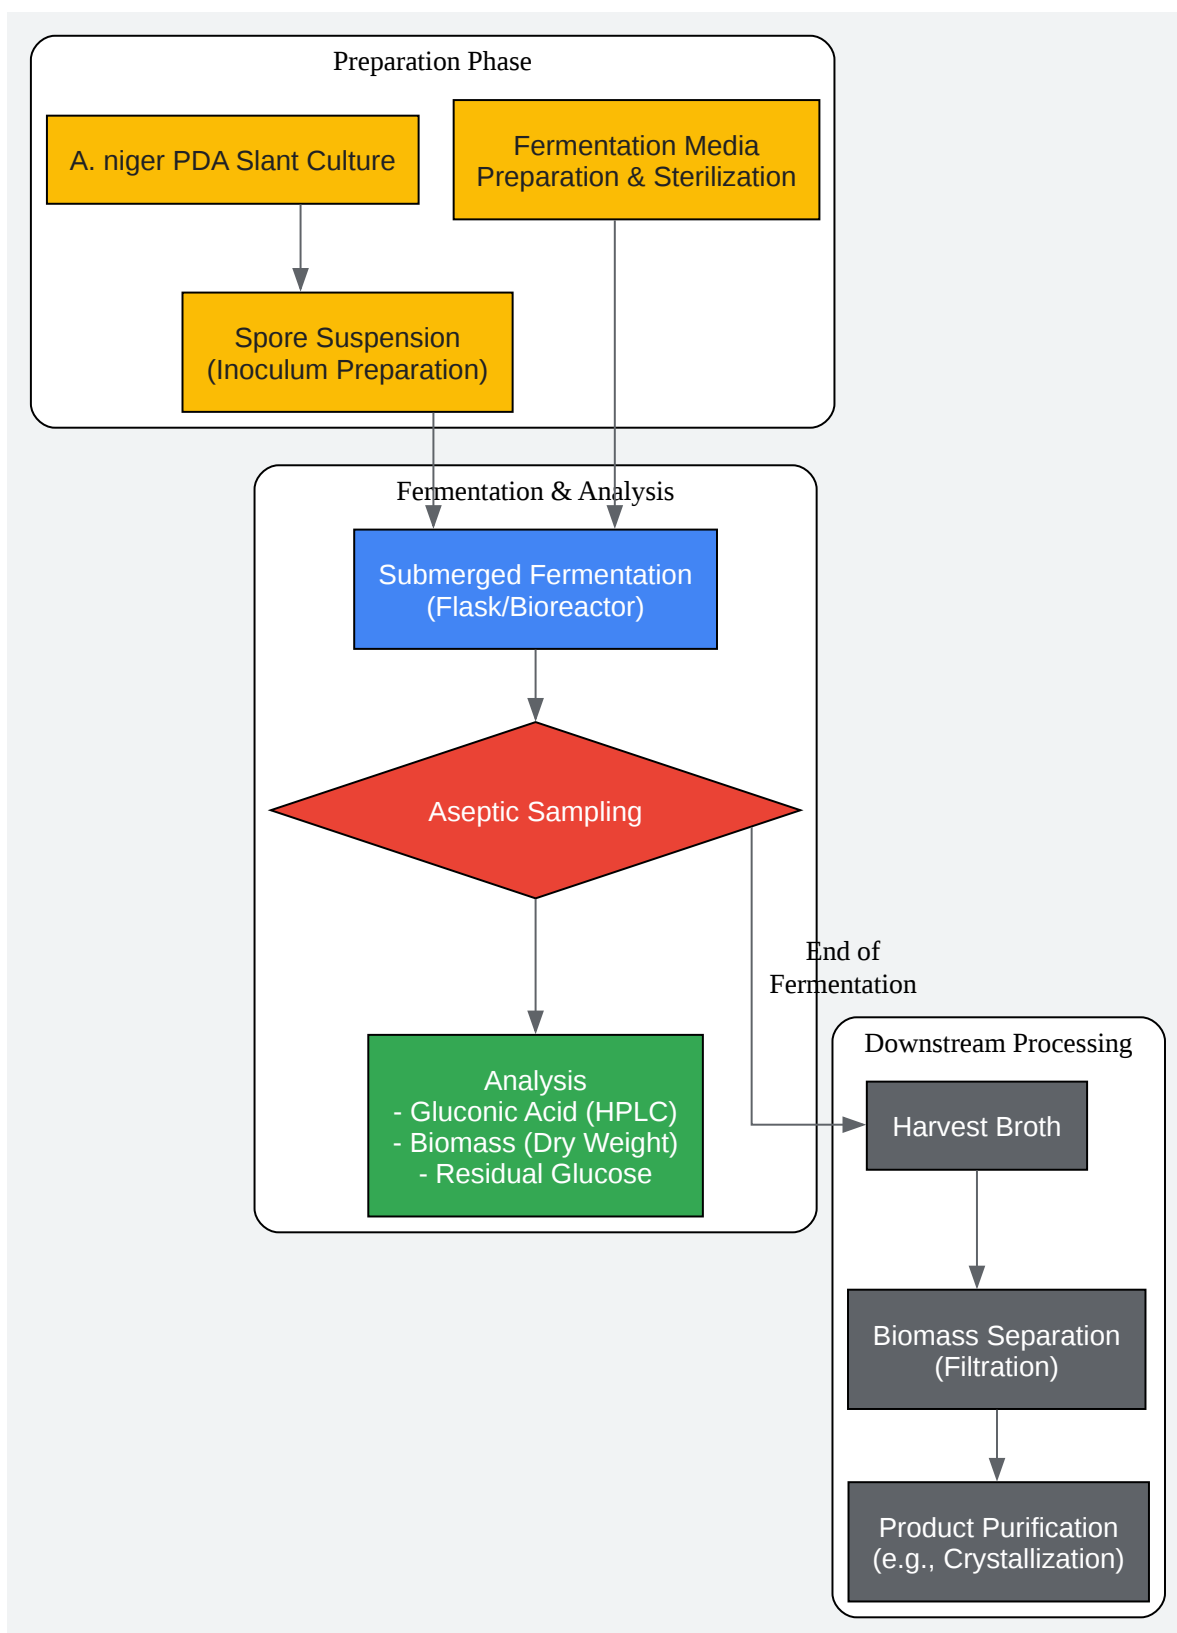 Preparation Phase
A. niger PDA Slant Culture
Fermentation Media
Preparation & Sterilization
Spore Suspension
(Inoculum Preparation)
Fermentation & Analysis
Submerged Fermentation
(Flask/Bioreactor)
Aseptic Sampling
End of
Fermentation
Analysis
- Gluconic Acid (HPLC)
- Biomass (Dry Weight)
- Residual Glucose
Downstream Processing
Harvest Broth
Biomass Separation
(Filtration)
Product Purification
(e.g., Crystallization)